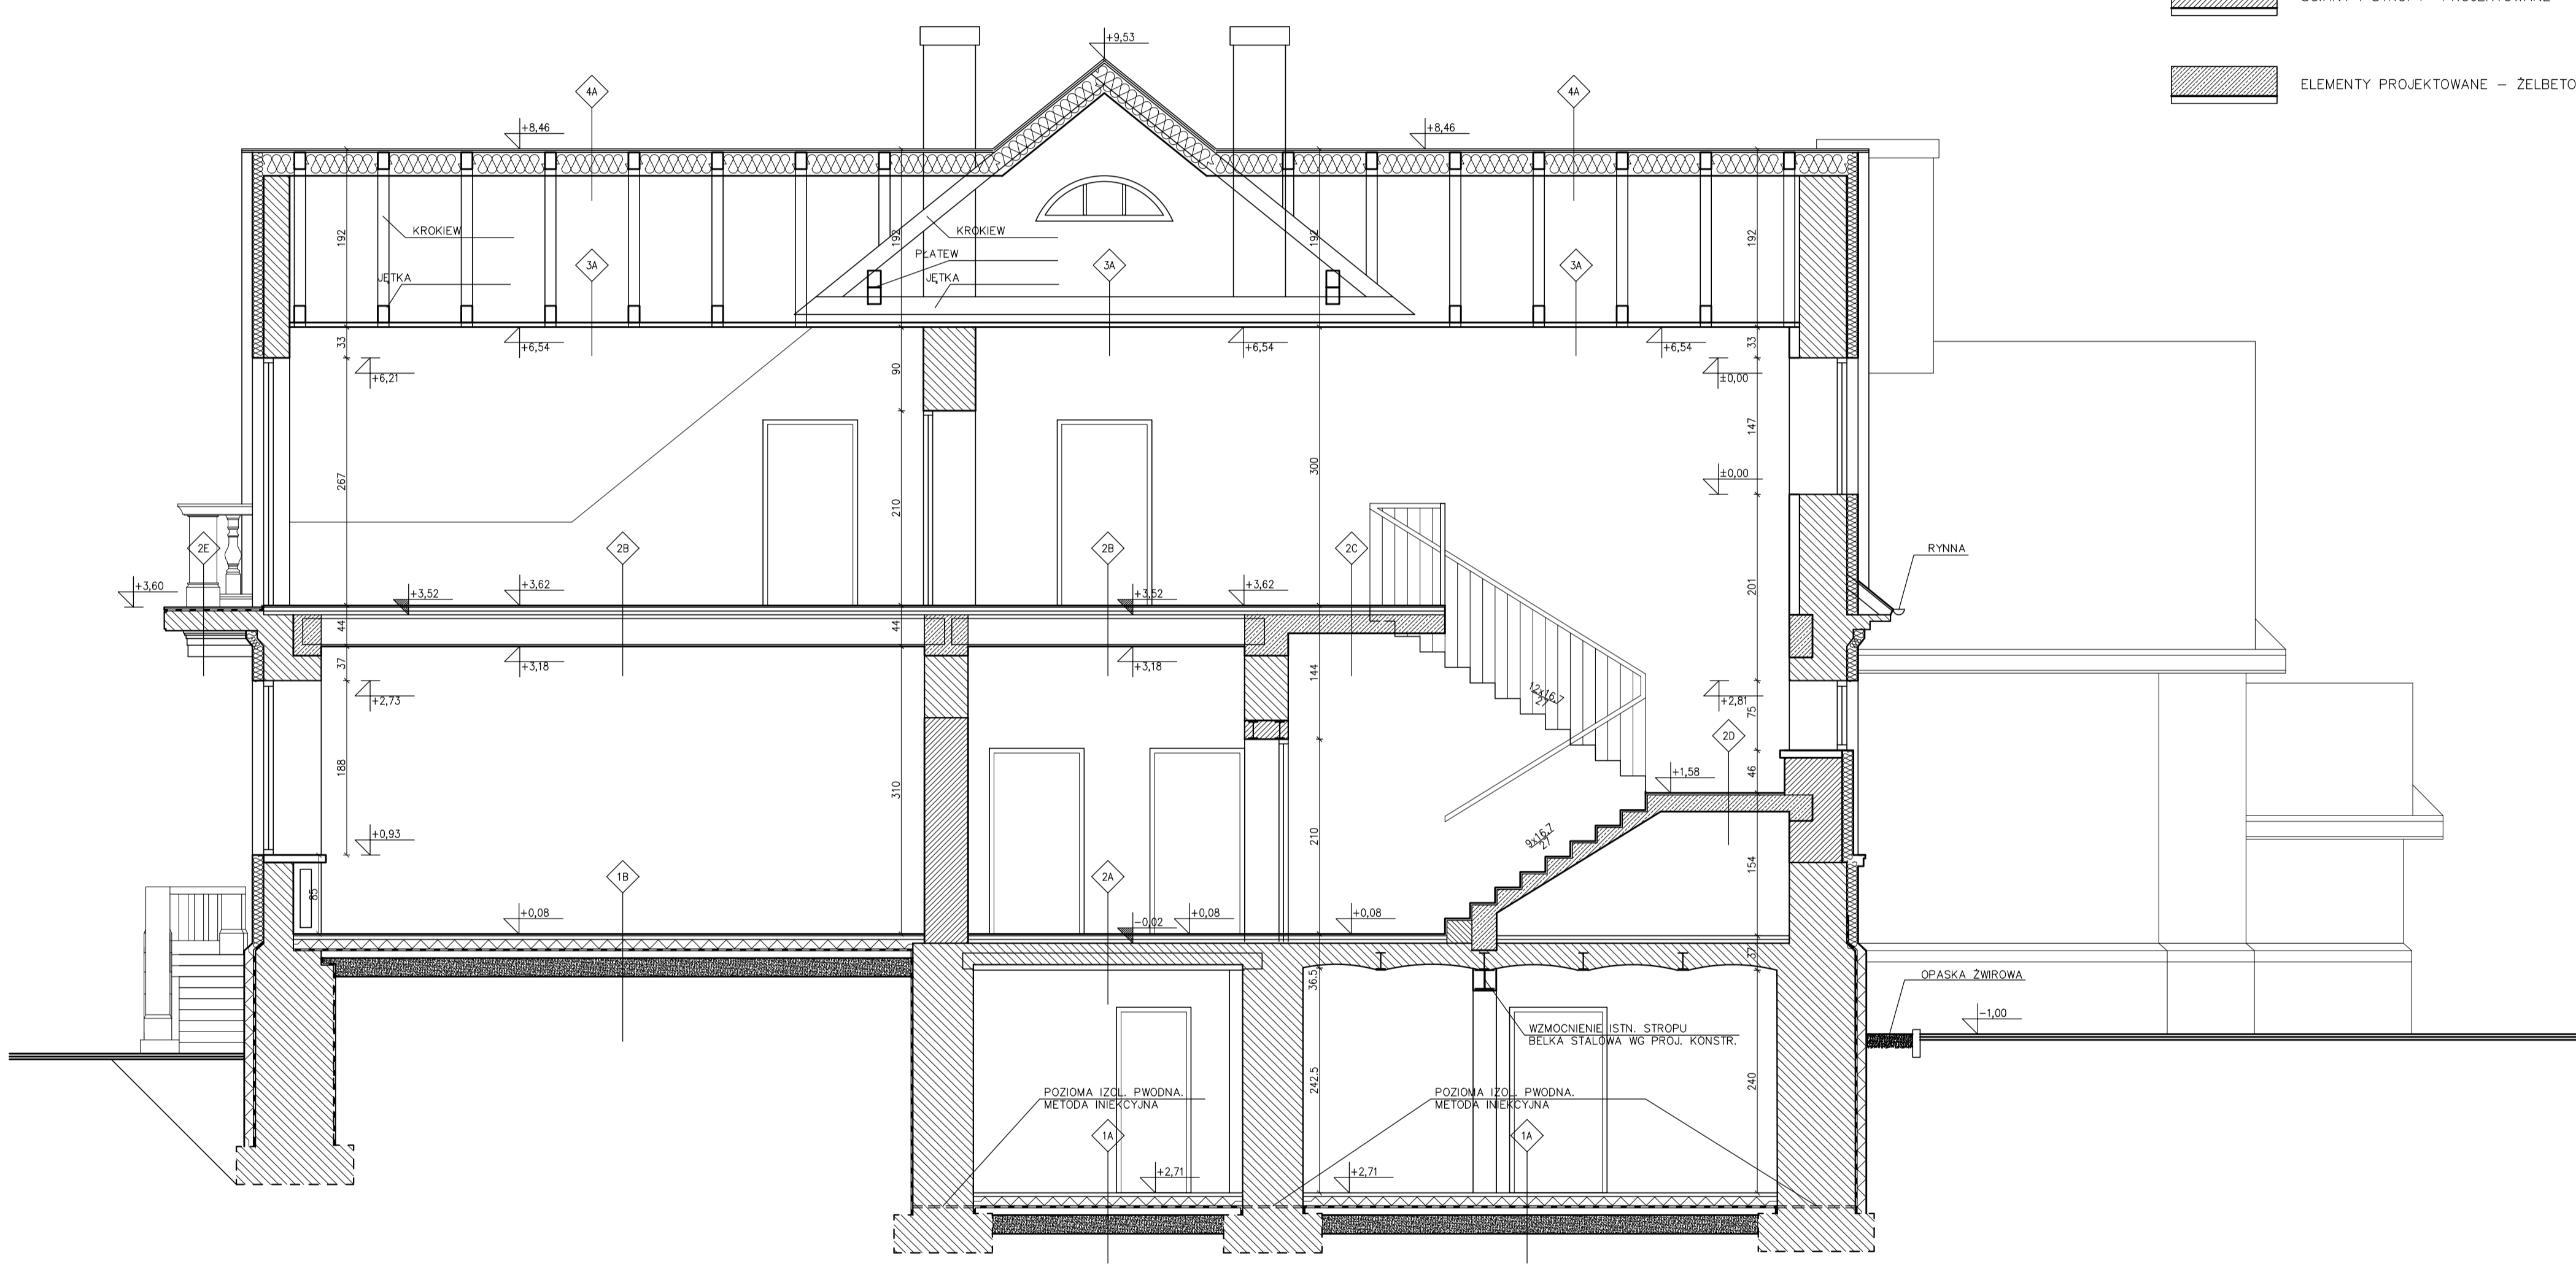 ELEMENTY PROJEKTOWANE – ŻELBETO
+9,53
4A
4A
+8,46
+8,46
192
192
192
192
KROKIEW
KROKIEW
PŁATEW
JĘTKA
JĘTKA
3A
3A
3A
33
+6,54
+6,54
+6,54
33
+6,21
90
±0,00
147
267
300
±0,00
210
2E
2B
2B
2C
RYNNA
+3,60
+3,52
+3,62
+3,52
+3,62
201
44
44
37
+3,18
+3,18
144
+2,73
12x16,7
27
+2,81
75
2D
188
310
+1,58
46
+0,93
210
9x16,7
27
154
85
1B
2A
+0,08
-0,02
+0,08
+0,08
37
36.5
OPASKA ŻWIROWA
-1,00
WZMOCNIENIE ISTN. STROPU
BELKA STALOWA WG PROJ. KONSTR.
242.5
240
POZIOMA IZOL. PWODNA.
METODA INIEKCYJNA
POZIOMA IZOL. PWODNA.
METODA INIEKCYJNA
1A
1A
+2,71
+2,71